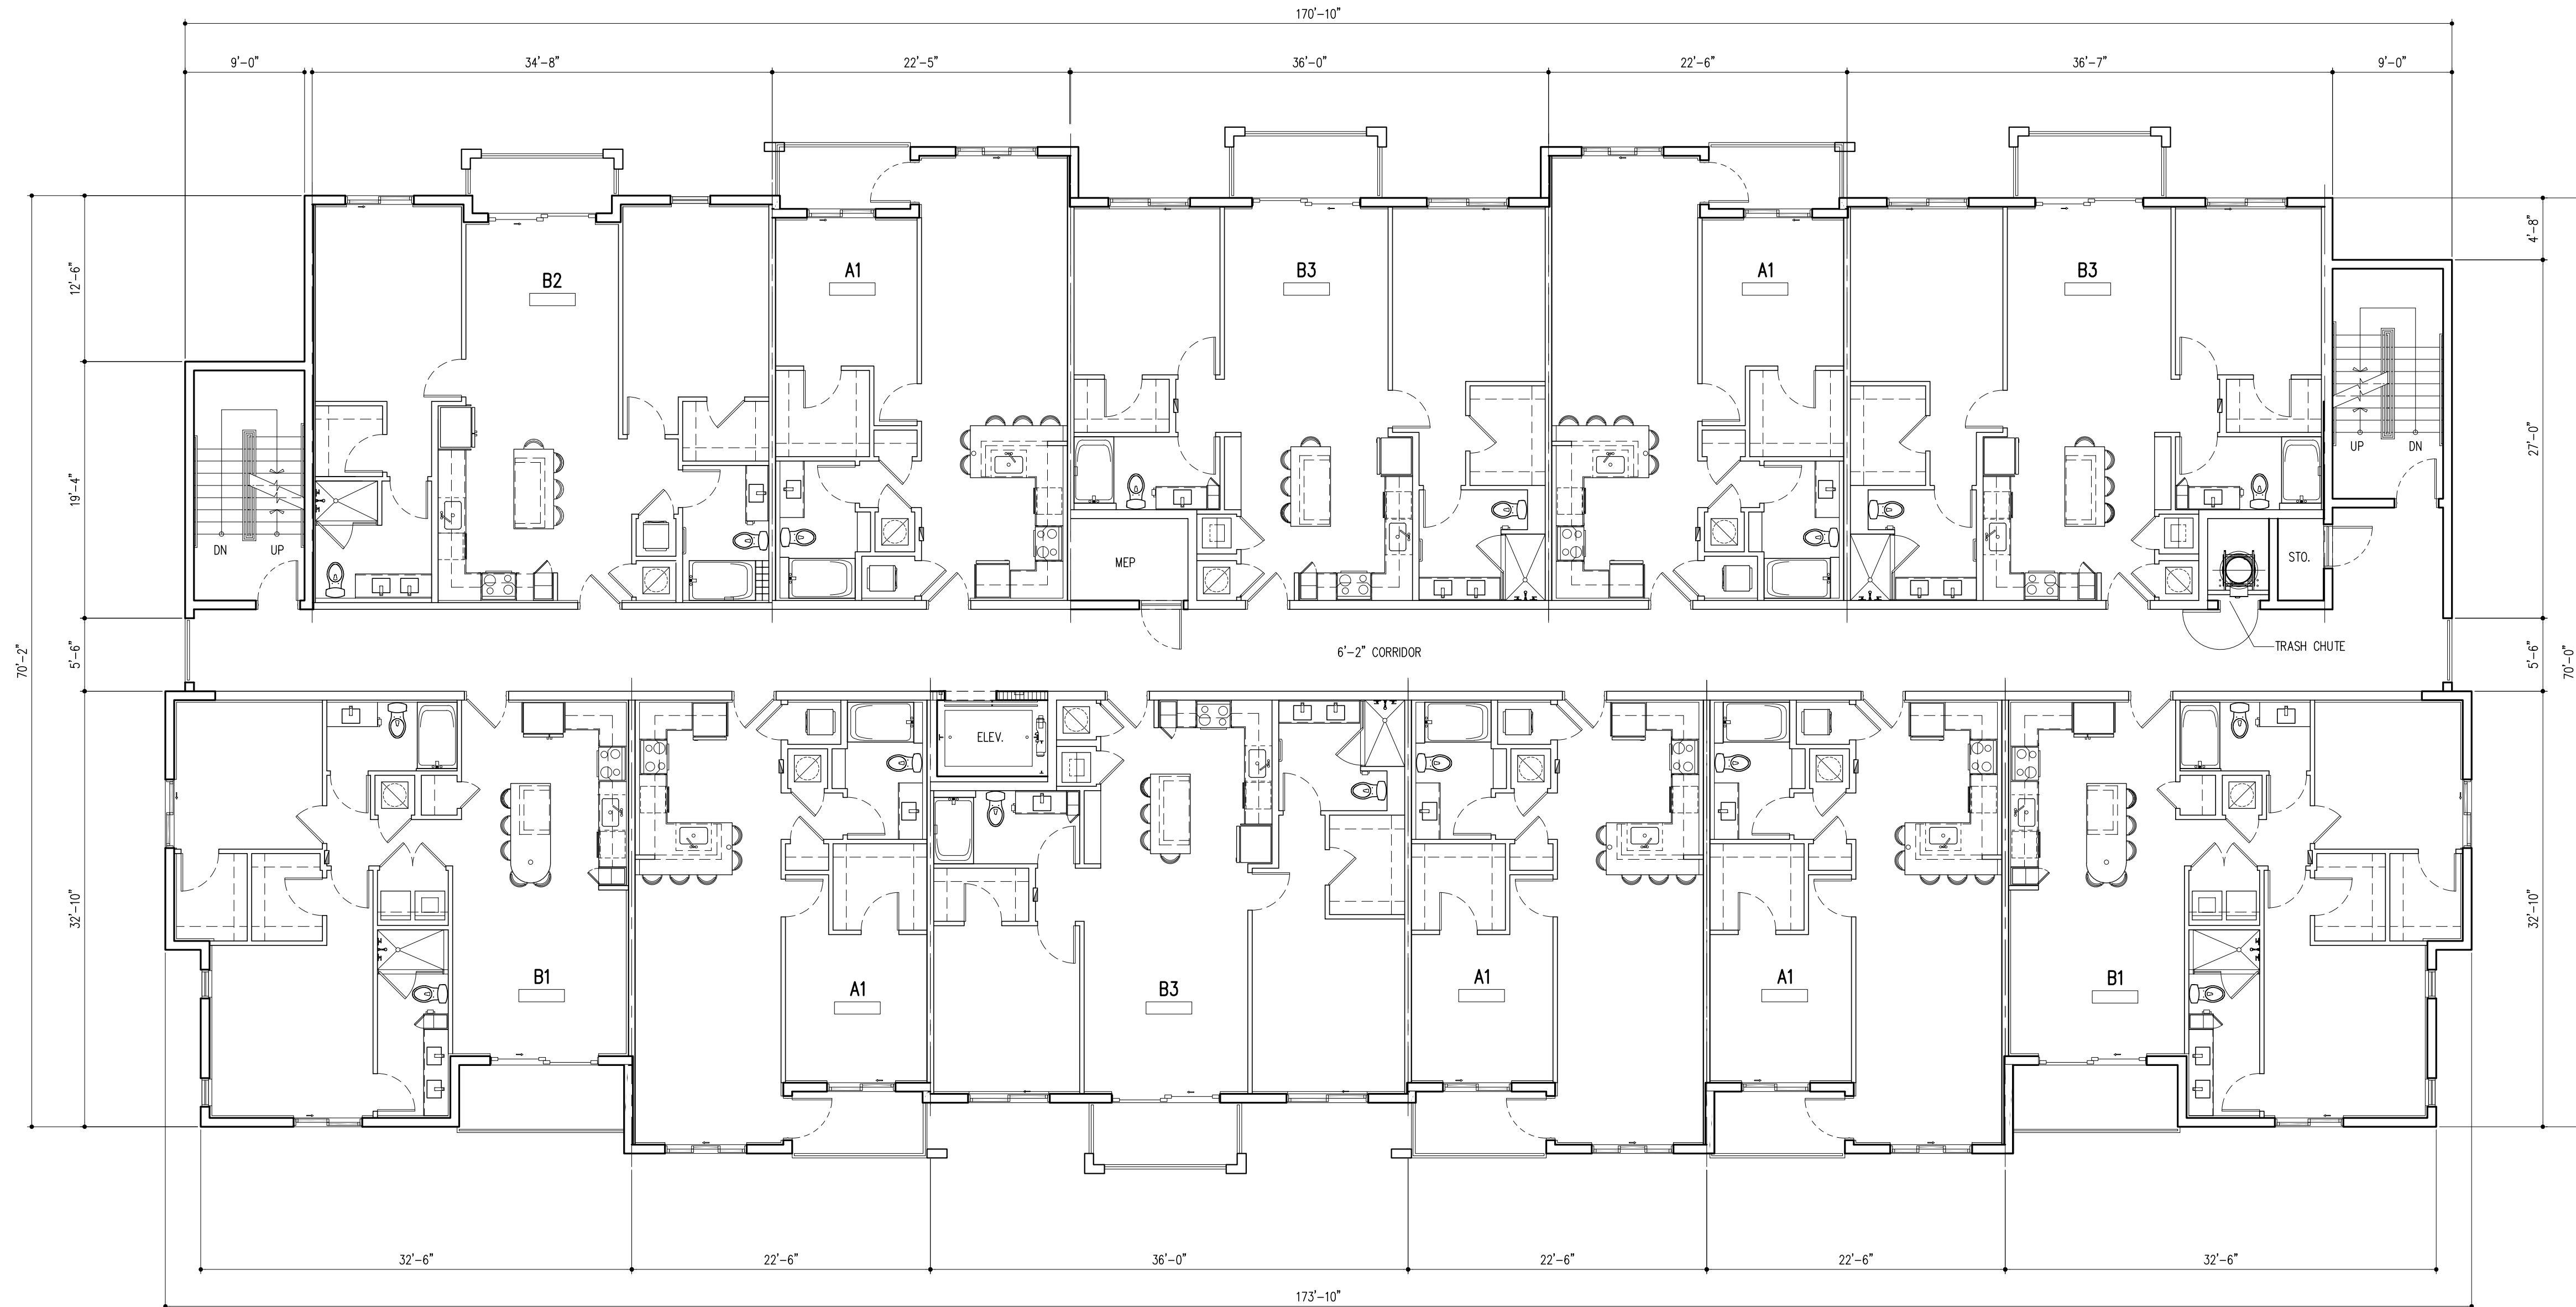 170'-10"
9'-0"
34'-8"
22'-5"
36'-0"
22'-6"
36'-7"
9'-0"
4'-8"
12'-6"
B2
A1
B3
A1
B3
27'-0"
19'-4"
UP
DN
DN
UP
MEP
STO.
70'-2"
5'-6"
6'-2" CORRIDOR
TRASH CHUTE
5'-6"
70'-0"
ELEV.
32'-10"
32'-10"
B1
A1
B3
A1
A1
B1
32'-6"
22'-6"
36'-0"
22'-6"
22'-6"
32'-6"
173'-10"